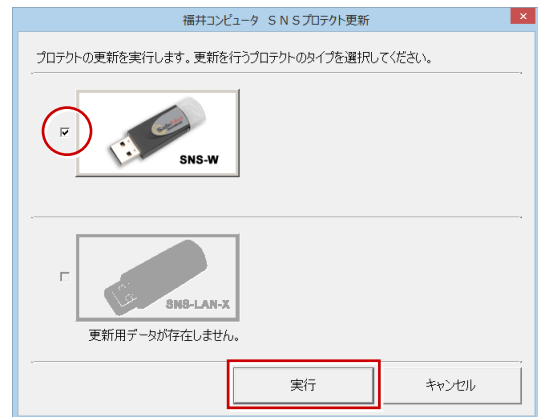 福井コンピュータ ＳＮＳプロテクト更新
プロテクトの更新を実行します。更新を行うプロテクトのタイプを選択してください。
SNS-W
SNS-LAN-X
更新用データが存在しません。
実行
キャンセル